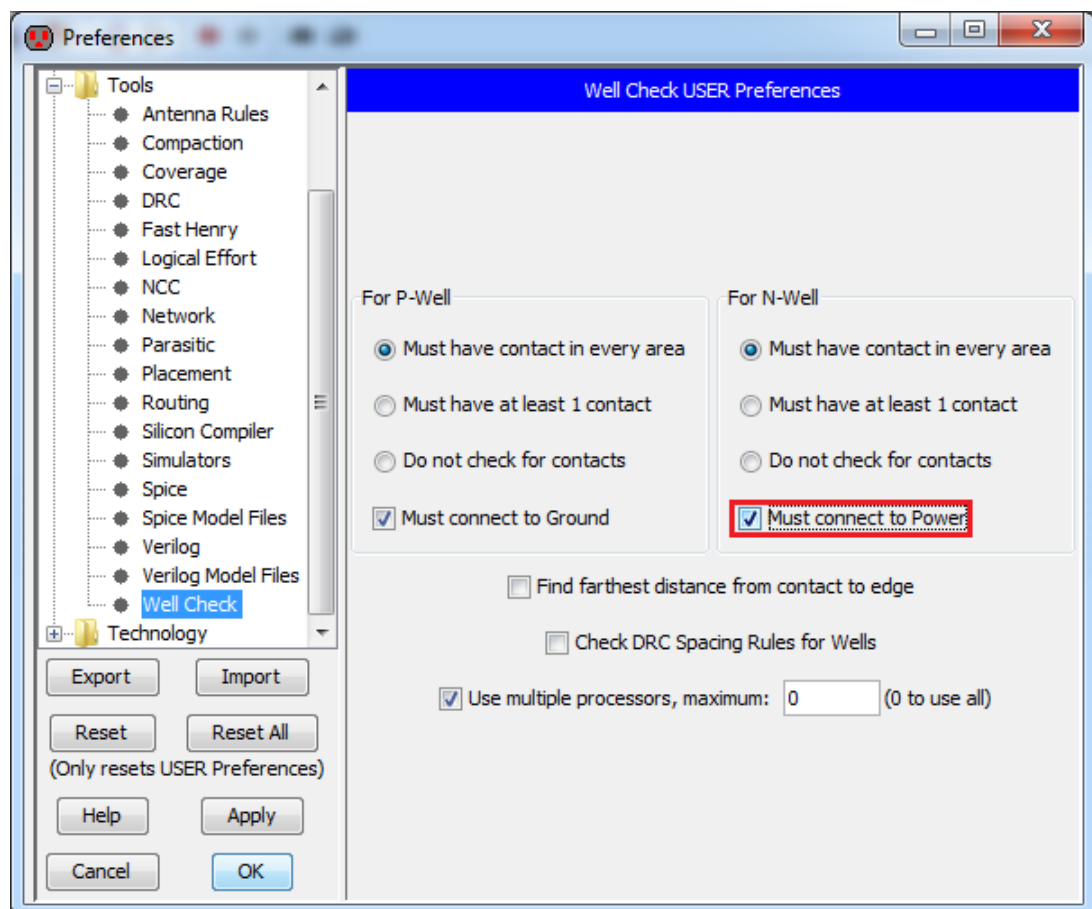 Preferences
Tools
Antenna Rules
Compaction
Coverage
DRC
Fast Henry
Logical Effort
NCC
Network
Parasitic
Placement
Routing
Silicon Compiler
Simulators
Spice
Spice Model Files
Verilog
Verilog Model Files
Well Check
Technology
Export Import
Reset Reset All
(Only resets USER Preferences)
Help Apply
Cancel OK
Well Check USER Preferences
For P-Well
Must have contact in every area
Must have at least 1 contact
Do not check for contacts
Must connect to Ground
For N-Well
Must have contact in every area
Must have at least 1 contact
Do not check for contacts
Must connect to Power
Find farthest distance from contact to edge
Check DRC Spacing Rules for Wells
Use multiple processors, maximum: 0 (0 to use all)